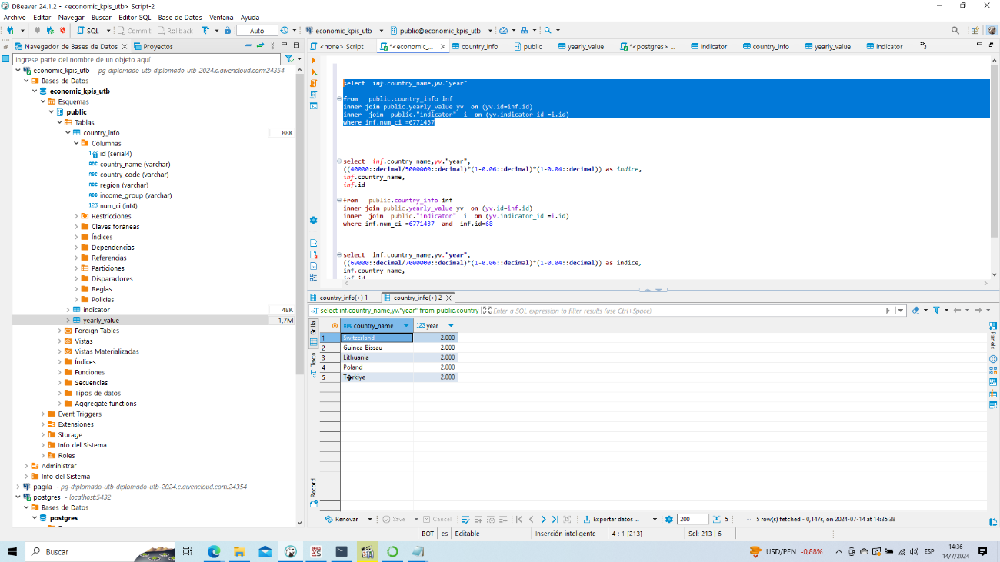 DBeaver 24.1.2 - <economic_kpis_utb> Script-2
Archivo Editar Navegar Buscar Editor SQL Base de Datos Ventana Ayuda
SQL Commit Rollback Auto economic_kpis_utb public@economic_kpis_utb
Navegador de Bases de Datos Proyectos
<none> Script *<economic_... country_info public yearly_value *<postgres> ... indicator country_info yearly_value indicator »3
Ingrese parte del nombre de un objeto aquí
economic_kpis_utb - pg-diplomado-utb-diplomado-utb-2024.c.aivencloud.com:24354
Bases de Datos
economic_kpis_utb
Esquemas
public
Tablas
country_info 88K
Columnas
id (serial4)
country_name (varchar)
country_code (varchar)
region (varchar)
income_group (varchar)
num_ci (int4)
Restricciones
Claves foráneas
Índices
Dependencias
Referencias
Particiones
Disparadores
Reglas
Policies
indicator 48K
yearly_value 1,7M
Foreign Tables
Vistas
Vistas Materializadas
Índices
Funciones
Secuencias
Tipos de datos
Aggregate functions
Event Triggers
Extensiones
Storage
Info del Sistema
Roles
Administrar
Info del Sistema
pagila - pg-diplomado-utb-diplomado-utb-2024.c.aivencloud.com:24354
postgres - localhost:5432
Bases de Datos
postgres
select inf.country_name,yv."year"
from public.country_info inf
inner join public.yearly_value yv on (yv.id=inf.id)
inner join public."indicator" i on (yv.indicator_id =i.id)
where inf.num_ci =6771437
select inf.country_name,yv."year",
((40000::decimal/5000000::decimal)*(1-0.06::decimal)*(1-0.04::decimal)) as indice,
inf.country_name,
inf.id
from public.country_info inf
inner join public.yearly_value yv on (yv.id=inf.id)
inner join public."indicator" i on (yv.indicator_id =i.id)
where inf.num_ci =6771437 and inf.id=68
select inf.country_name,yv."year",
((69000::decimal/7000000::decimal)*(1-0.06::decimal)*(1-0.04::decimal)) as indice,
inf.country_name,
inf.id
country_info(+) 1 country_info(+) 2
select inf.country_name,yv."year" from public.country Enter a SQL expression to filter results (use Ctrl+Space)
Grilla
Texto
Record
Panels
ABC country_name 123 year
1 Switzerland 2.000
2 Guinea-Bissau 2.000
3 Lithuania 2.000
4 Poland 2.000
5 T�rkiye 2.000
Renovar Save Cancel Exportar datos ... 200 5 5 row(s) fetched - 0,147s, on 2024-07-14 at 14:35:38
BOT es Editable Inserción inteligente 4 : 1 [213] Sel: 213 | 6
Buscar USD/PEN -0,88% ESP 14:36
14/7/2024